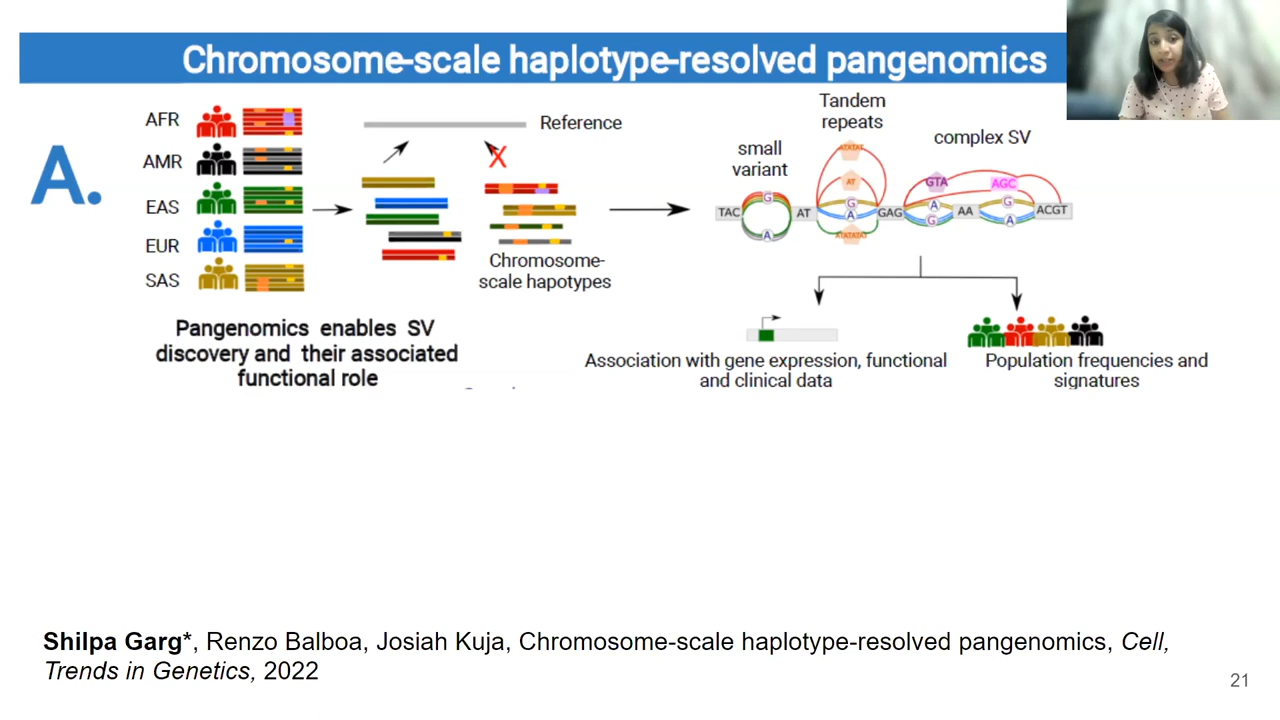 Chromosome-scale haplotype-resolved pangenomics
A.
AFR
AMR
EAS
EUR
SAS
Reference
X
Chromosome-
scale hapotypes
Pangenomics enables SV
discovery and their associated
functional role
small
variant
Tandem
repeats
complex SV
TAC
G
A
AT
ATATAT
AT
G
A
ATATATAT
GAG
GTA
A
G
AA
AGC
G
A
ACGT
Association with gene expression, functional
and clinical data
Population frequencies and
signatures
Shilpa Garg*, Renzo Balboa, Josiah Kuja, Chromosome-scale haplotype-resolved pangenomics, Cell,
Trends in Genetics, 2022
21